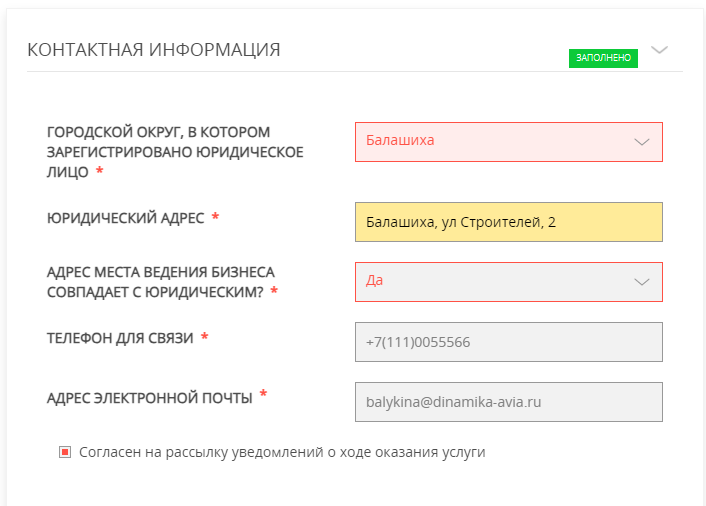 КОНТАКТНАЯ ИНФОРМАЦИЯ
ЗАПОЛНЕНО
ГОРОДСКОЙ ОКРУГ, В КОТОРОМ
ЗАРЕГИСТРИРОВАНО ЮРИДИЧЕСКОЕ
ЛИЦО *
Балашиха
ЮРИДИЧЕСКИЙ АДРЕС *
Балашиха, ул Строителей, 2
АДРЕС МЕСТА ВЕДЕНИЯ БИЗНЕСА
СОВПАДАЕТ С ЮРИДИЧЕСКИМ? *
Да
ТЕЛЕФОН ДЛЯ СВЯЗИ *
+7(111)0055566
АДРЕС ЭЛЕКТРОННОЙ ПОЧТЫ *
balykina@dinamika-avia.ru
Согласен на рассылку уведомлений о ходе оказания услуги